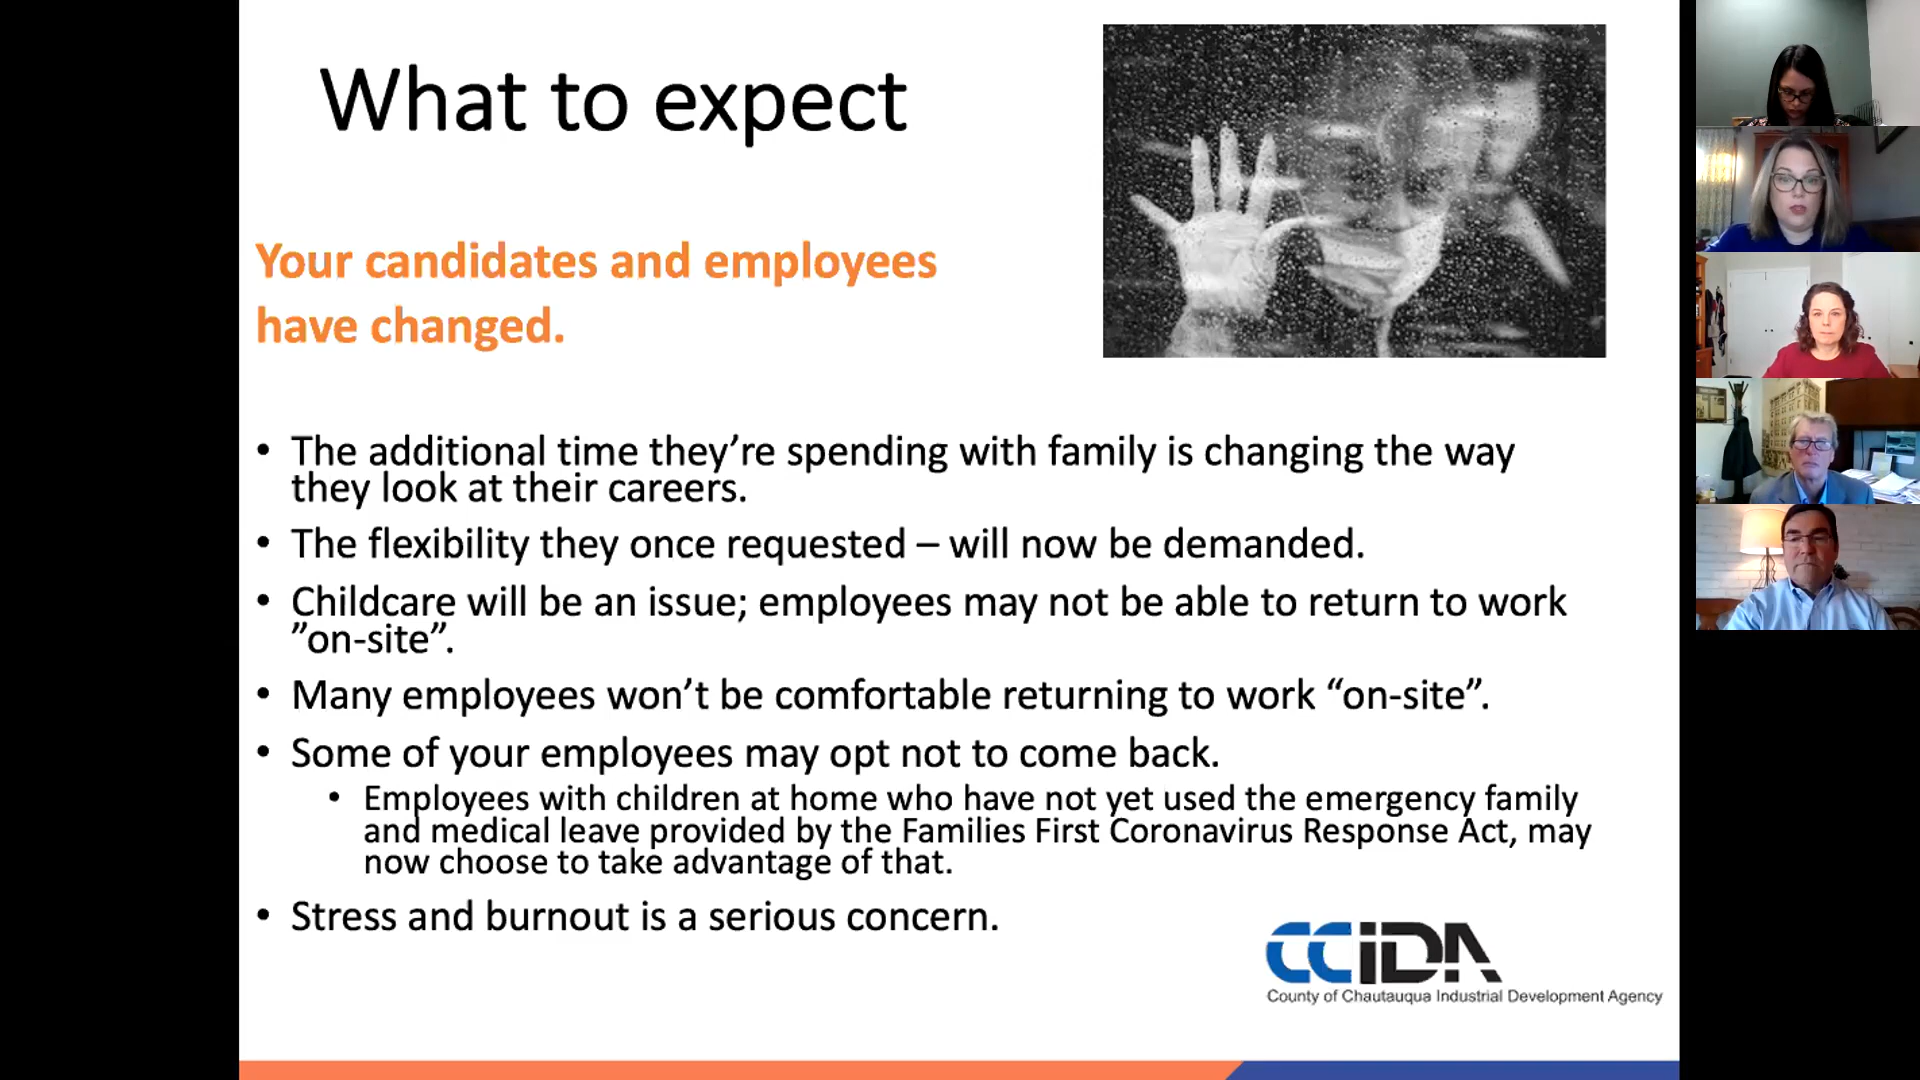 What to expect
Your candidates and employees
have changed.
• The additional time they’re spending with family is changing the way
they look at their careers.
• The flexibility they once requested – will now be demanded.
• Childcare will be an issue; employees may not be able to return to work
”on-site”.
• Many employees won’t be comfortable returning to work “on-site”.
• Some of your employees may opt not to come back.
• Employees with children at home who have not yet used the emergency family
and medical leave provided by the Families First Coronavirus Response Act, may
now choose to take advantage of that.
• Stress and burnout is a serious concern.
CCiDA
County of Chautauqua Industrial Development Agency